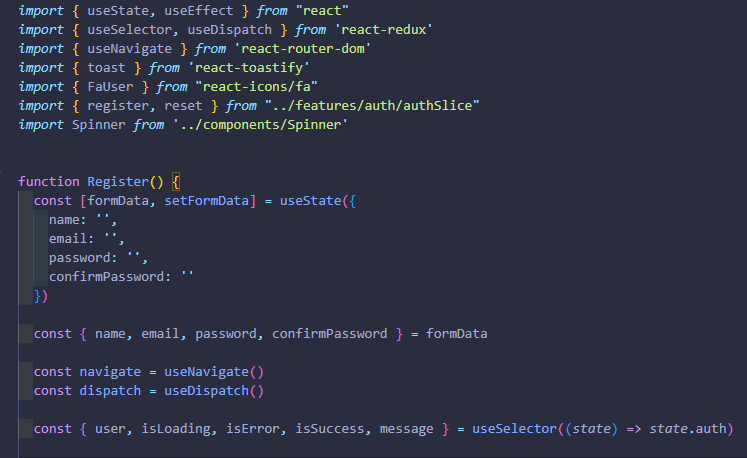 import { useState, useEffect } from "react"
import { useSelector, useDispatch } from 'react-redux'
import { useNavigate } from 'react-router-dom'
import { toast } from 'react-toastify'
import { FaUser } from "react-icons/fa"
import { register, reset } from "../features/auth/authSlice"
import Spinner from '../components/Spinner'
function Register() {
const [formData, setFormData] = useState({
name: '',
email: '',
password: '',
confirmPassword: ''
})
const { name, email, password, confirmPassword } = formData
const navigate = useNavigate()
const dispatch = useDispatch()
const { user, isLoading, isError, isSuccess, message } = useSelector((state) => state.auth)